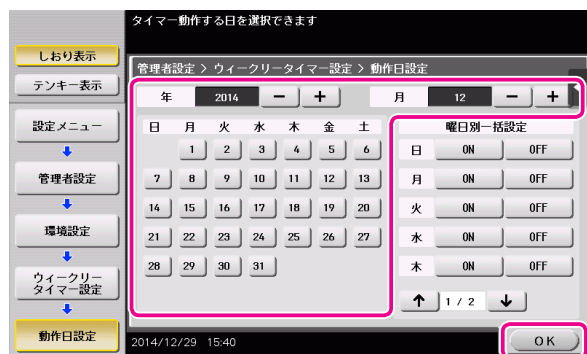 タイマー動作する日を選択できます
しおり表示
テンキー表示
設定メニュー
管理者設定
環境設定
ウィークリー
タイマー設定
動作日設定
管理者設定 > ウィークリータイマー設定 > 動作日設定
年 2014 - + 月 12 - +
日 月 火 水 木 金 土
1 2 3 4 5 6
7 8 9 10 11 12 13
14 15 16 17 18 19 20
21 22 23 24 25 26 27
28 29 30 31
曜日別一括設定
日 ON OFF
月 ON OFF
火 ON OFF
水 ON OFF
木 ON OFF
↑ 1 / 2 ↓
2014/12/29 15:40
OK